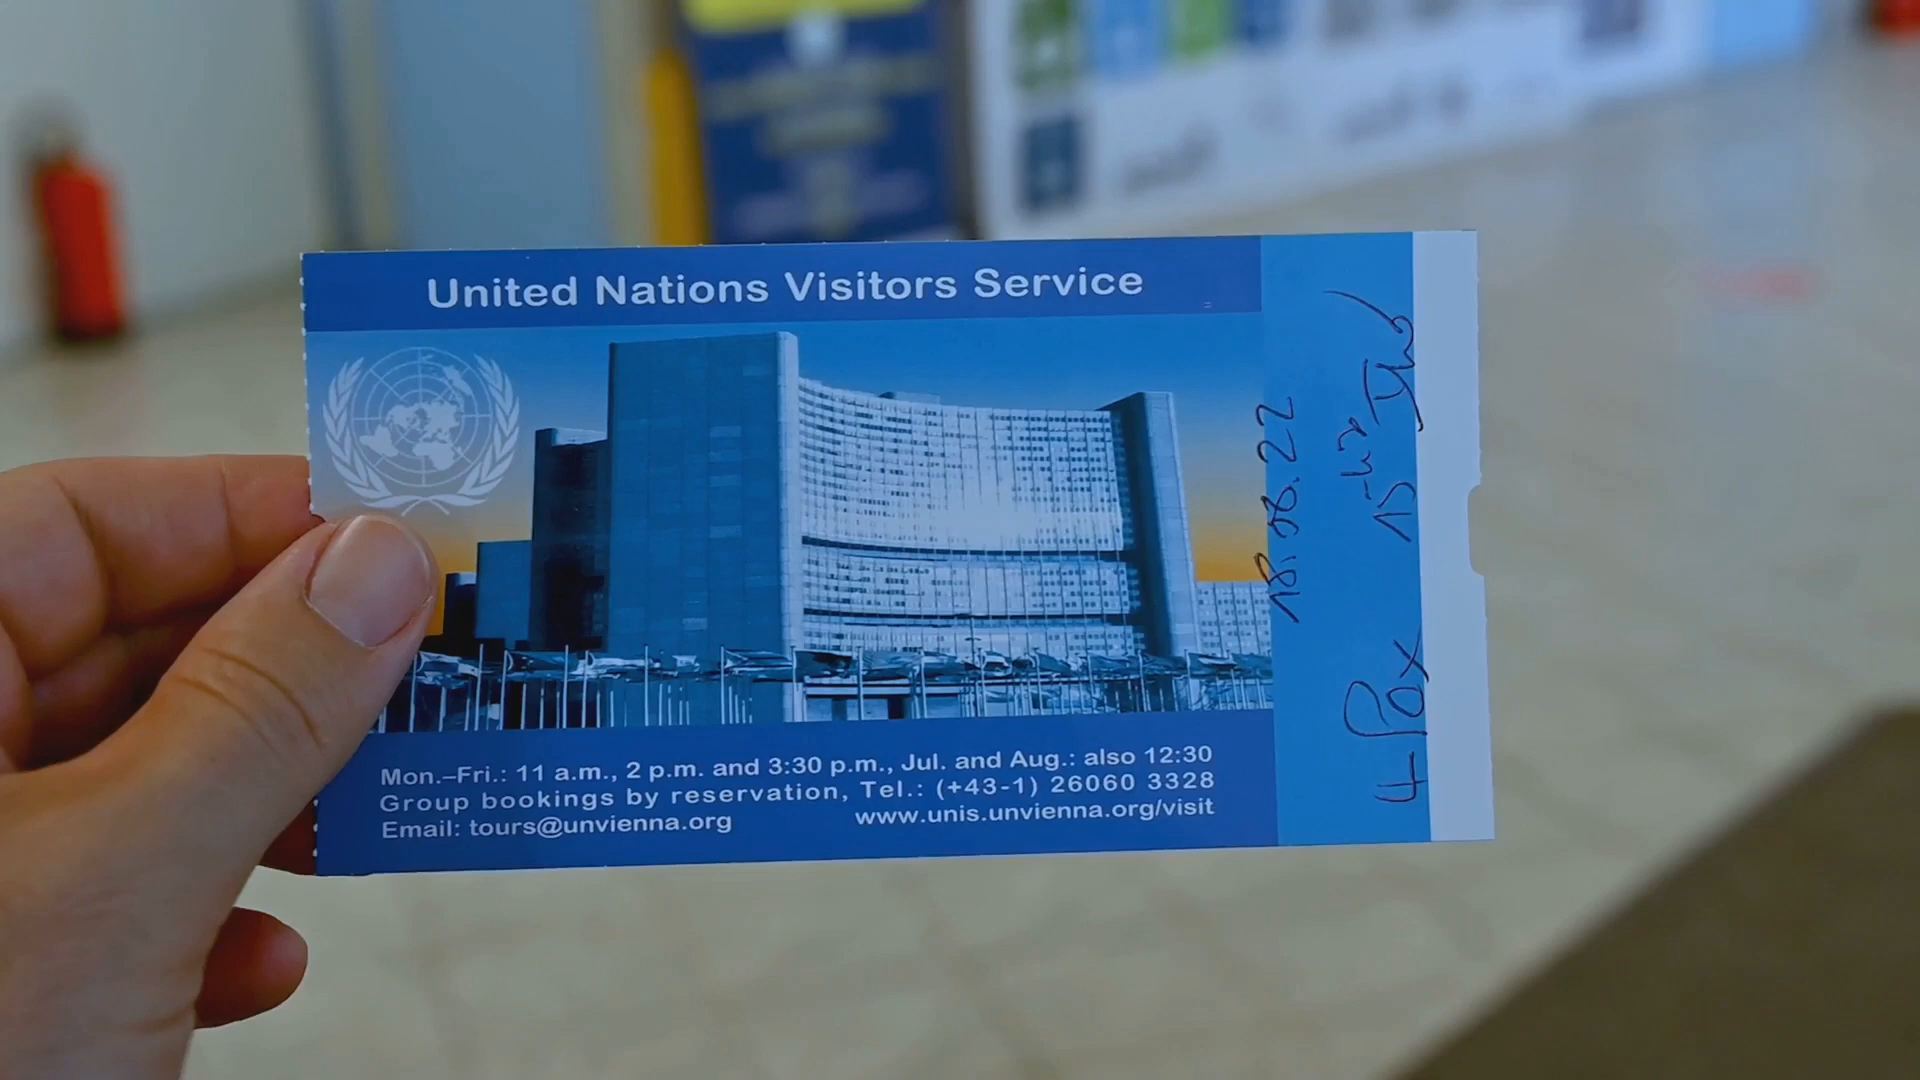 United Nations Visitors Service
Mon.–Fri.: 11 a.m., 2 p.m. and 3:30 p.m., Jul. and Aug.: also 12:30
Group bookings by reservation, Tel.: (+43-1) 26060 3328
Email: tours@unvienna.org www.unis.unvienna.org/visit
18.08.22
4 Pax